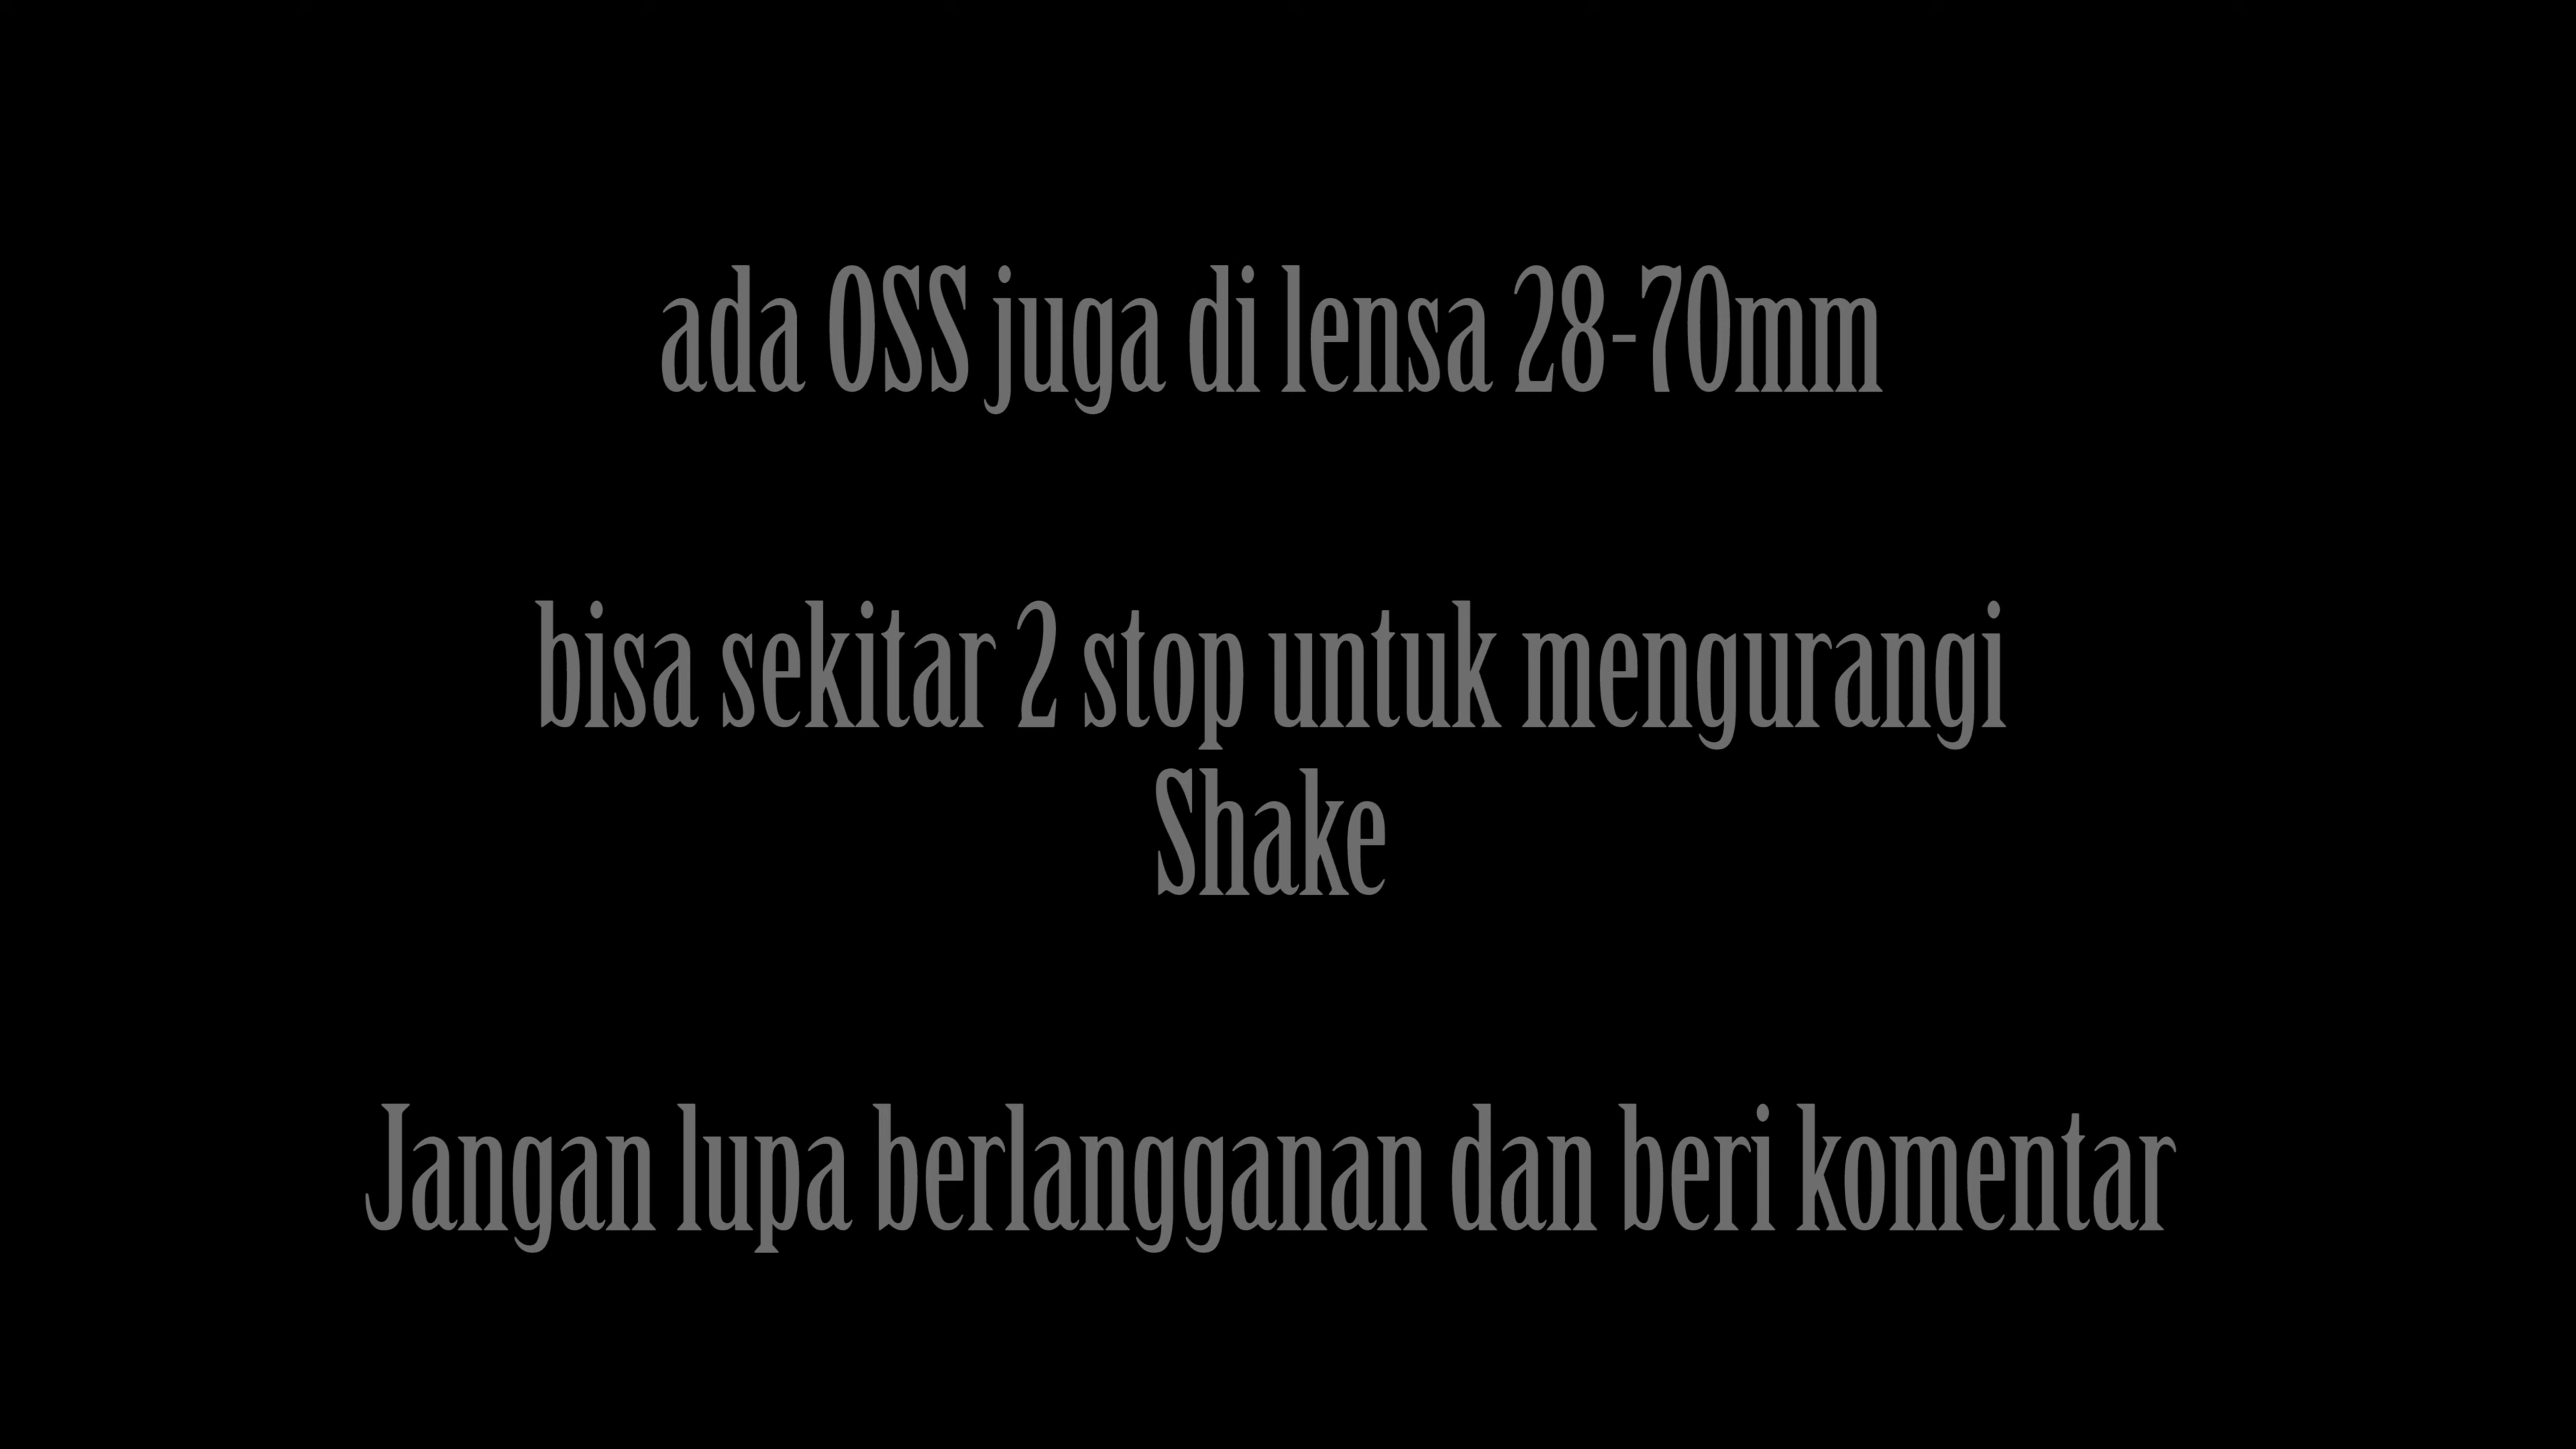 ada OSS juga di lensa 28-70mm
bisa sekitar 2 stop untuk mengurangi
Shake
Jangan lupa berlangganan dan beri komentar